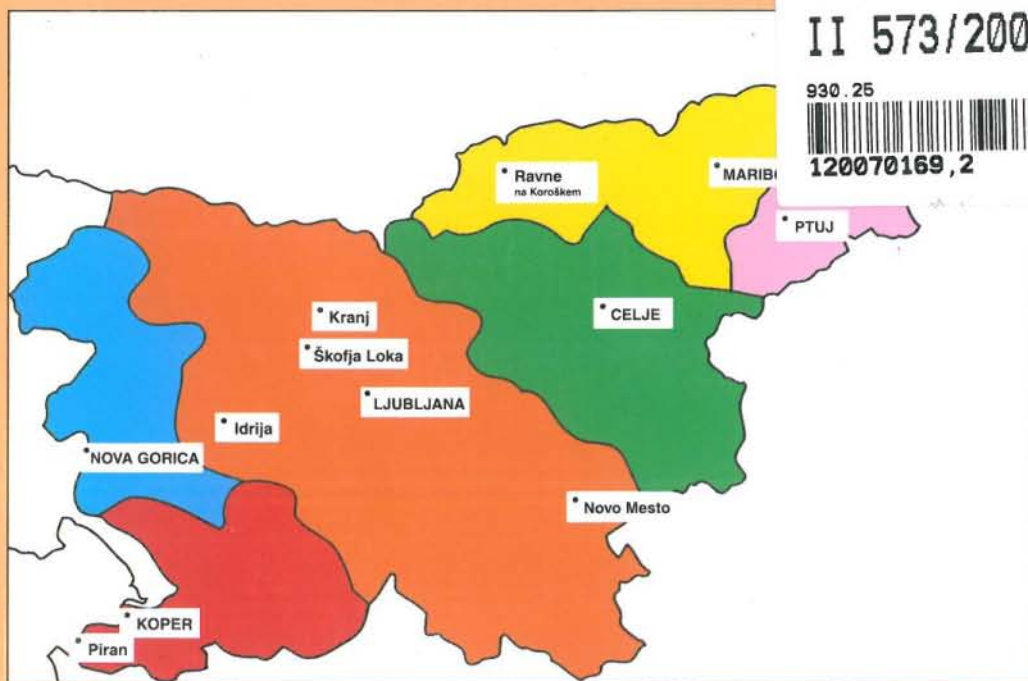 II 573/200
930.25
120070169,2
Ravne
na Koroškem
MARIBO
PTUJ
CELJE
Kranj
Škofja Loka
LJUBLJANA
Idrija
NOVA GORICA
Novo Mesto
KOPER
Piran